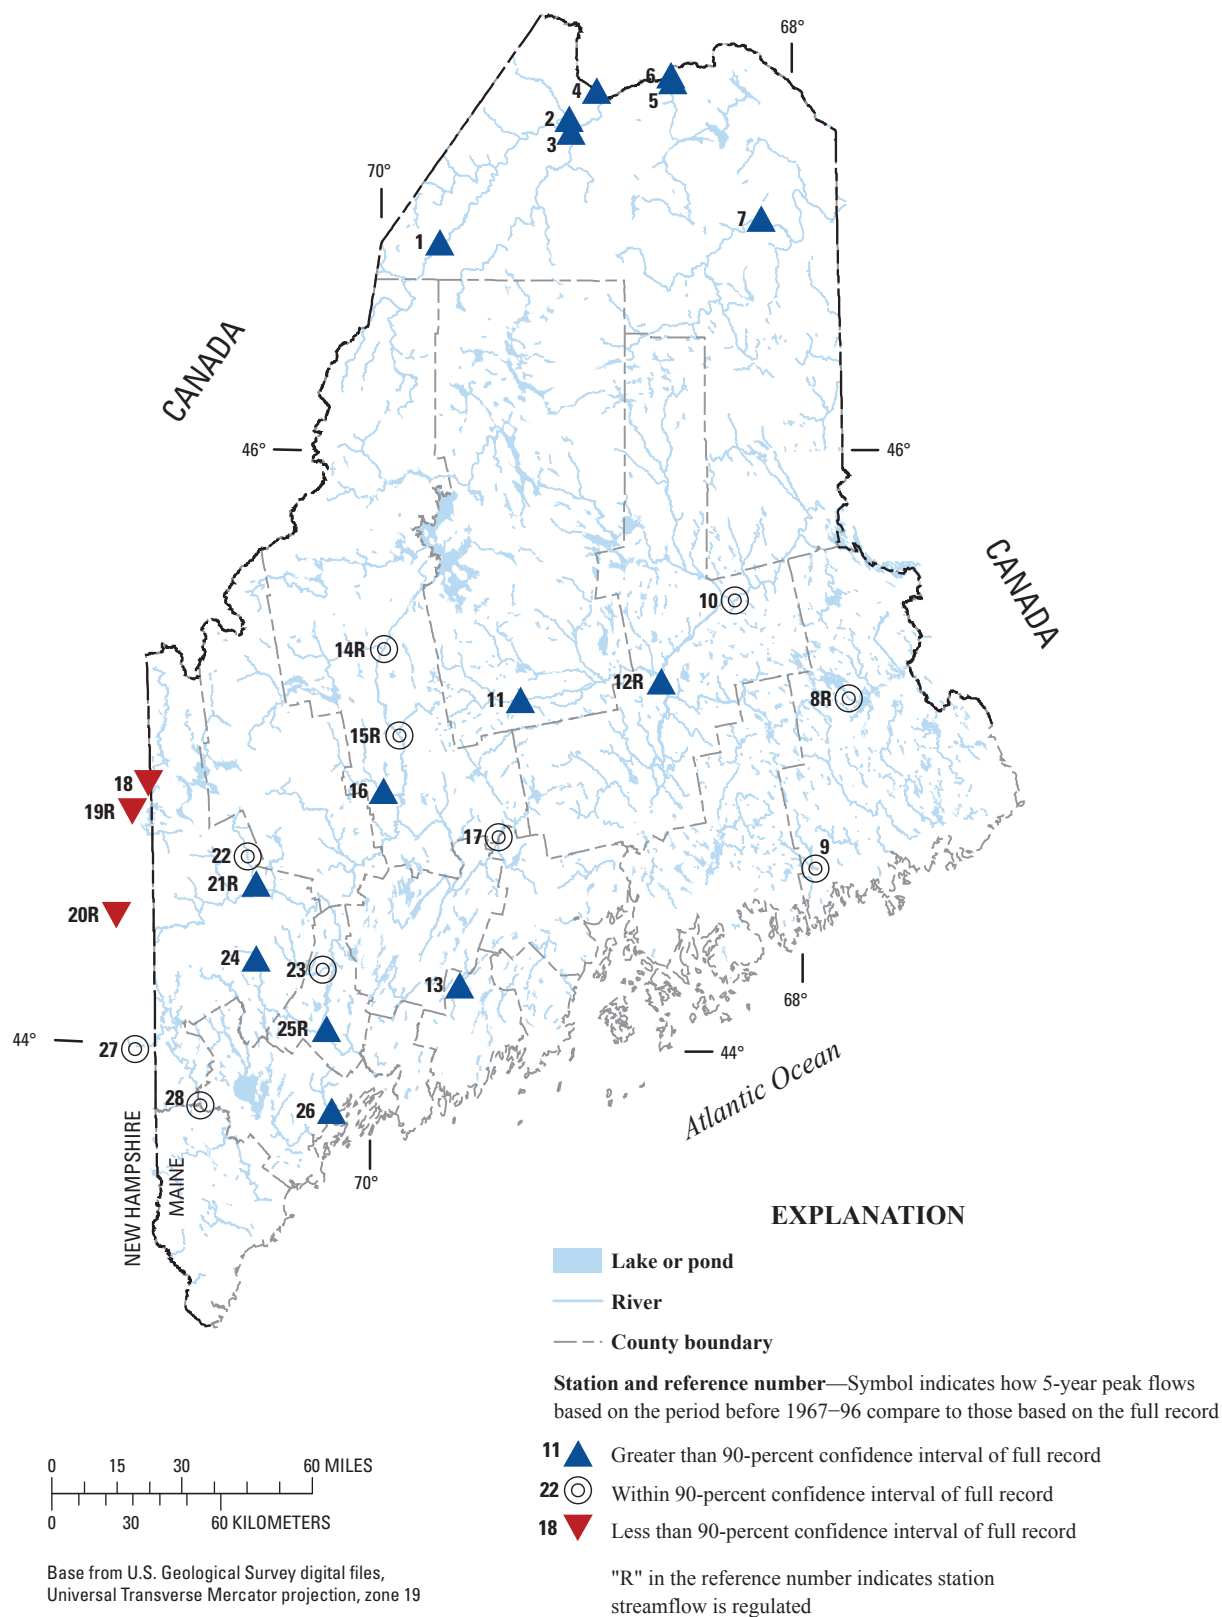 68°
6
5
4
2
3
70°
7
1
CANADA
46°
46°
CANADA
10
14R
12R
11
8R
15R
18
16
19R
17
22
9
21R
20R
24
23
13
68°
25R
44°
27
44°
28
26
Atlantic Ocean
NEW HAMPSHIRE
MAINE
70°
EXPLANATION
Lake or pond
River
County boundary
Station and reference number—Symbol indicates how 5-year peak flows
based on the period before 1967–96 compare to those based on the full record
11 Greater than 90-percent confidence interval of full record
22 Within 90-percent confidence interval of full record
18 Less than 90-percent confidence interval of full record
"R" in the reference number indicates station
streamflow is regulated
0 15 30 60 MILES
0 30 60 KILOMETERS
Base from U.S. Geological Survey digital files,
Universal Transverse Mercator projection, zone 19